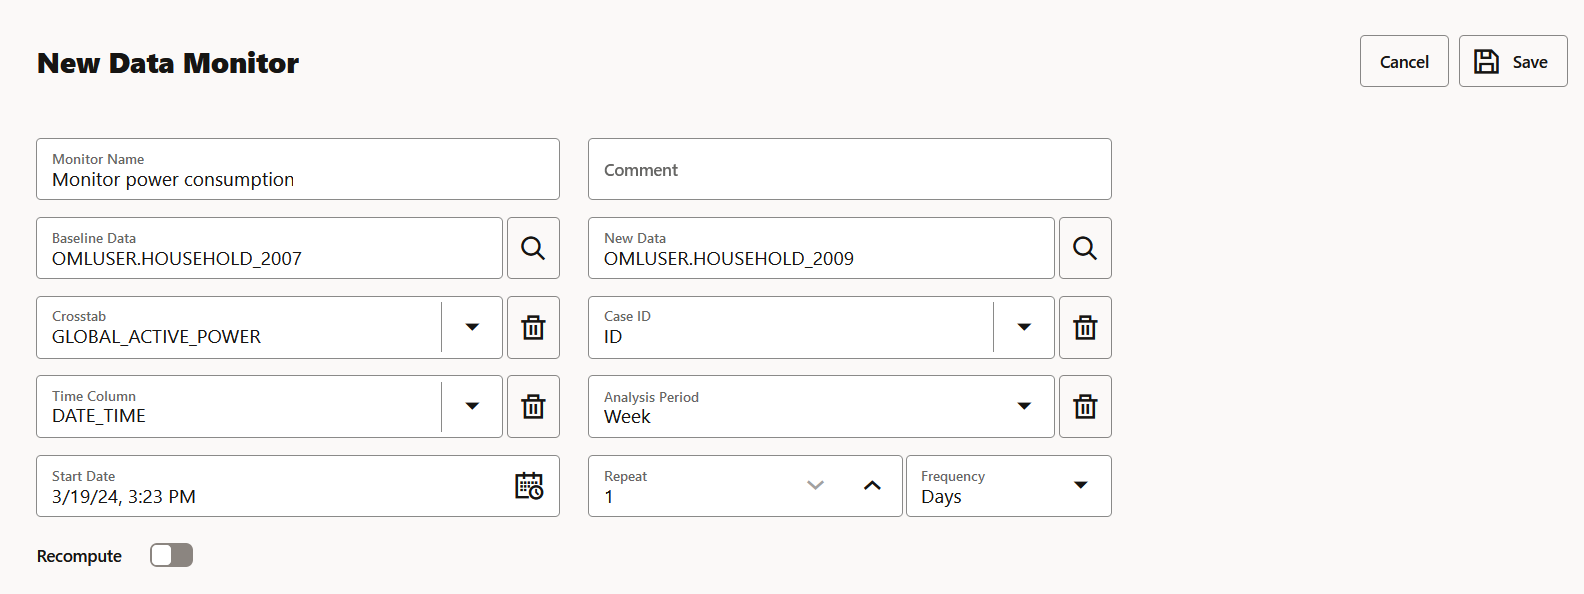 New Data Monitor
Cancel
Save
Monitor Name
Monitor power consumption
Comment
Baseline Data
OMLUSER.HOUSEHOLD_2007
New Data
OMLUSER.HOUSEHOLD_2009
Crosstab
GLOBAL_ACTIVE_POWER
Case ID
ID
Time Column
DATE_TIME
Analysis Period
Week
Start Date
3/19/24, 3:23 PM
Repeat
1
Frequency
Days
Recompute